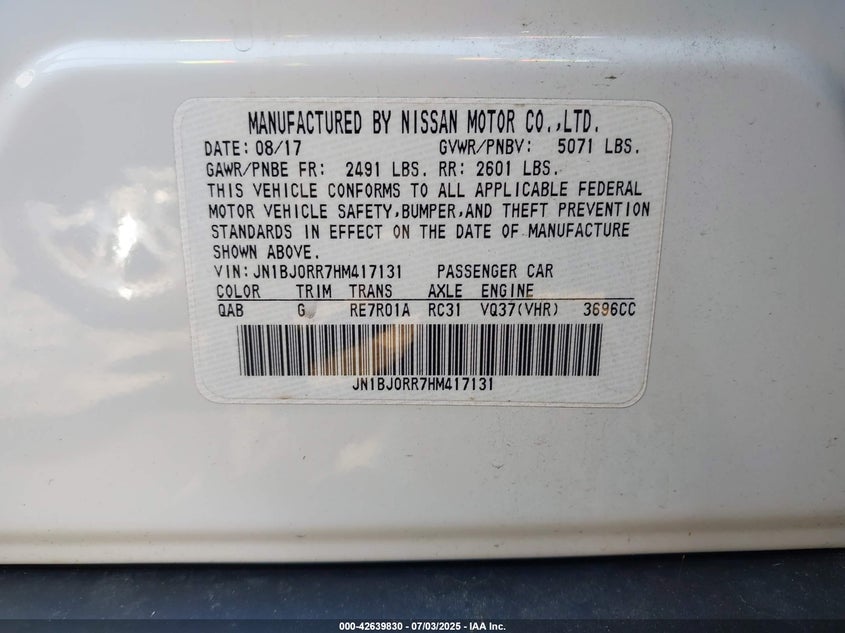 MANUFACTURED BY NISSAN MOTOR CO.,LTD.
DATE: 08/17 GVWR/PNBV: 5071 LBS.
GAWR/PNBE FR: 2491 LBS. RR: 2601 LBS.
THIS VEHICLE CONFORMS TO ALL APPLICABLE FEDERAL
MOTOR VEHICLE SAFETY,BUMPER,AND THEFT PREVENTION
STANDARDS IN EFFECT ON THE DATE OF MANUFACTURE
SHOWN ABOVE.
VIN:JN1BJ0RR7HM417131 PASSENGER CAR
COLOR TRIM TRANS AXLE ENGINE
QAB G RE7R01A RC31 VQ37(VHR) 3696CC
JN1BJ0RR7HM417131
000-42639830 - 07/03/2025 - IAA Inc.